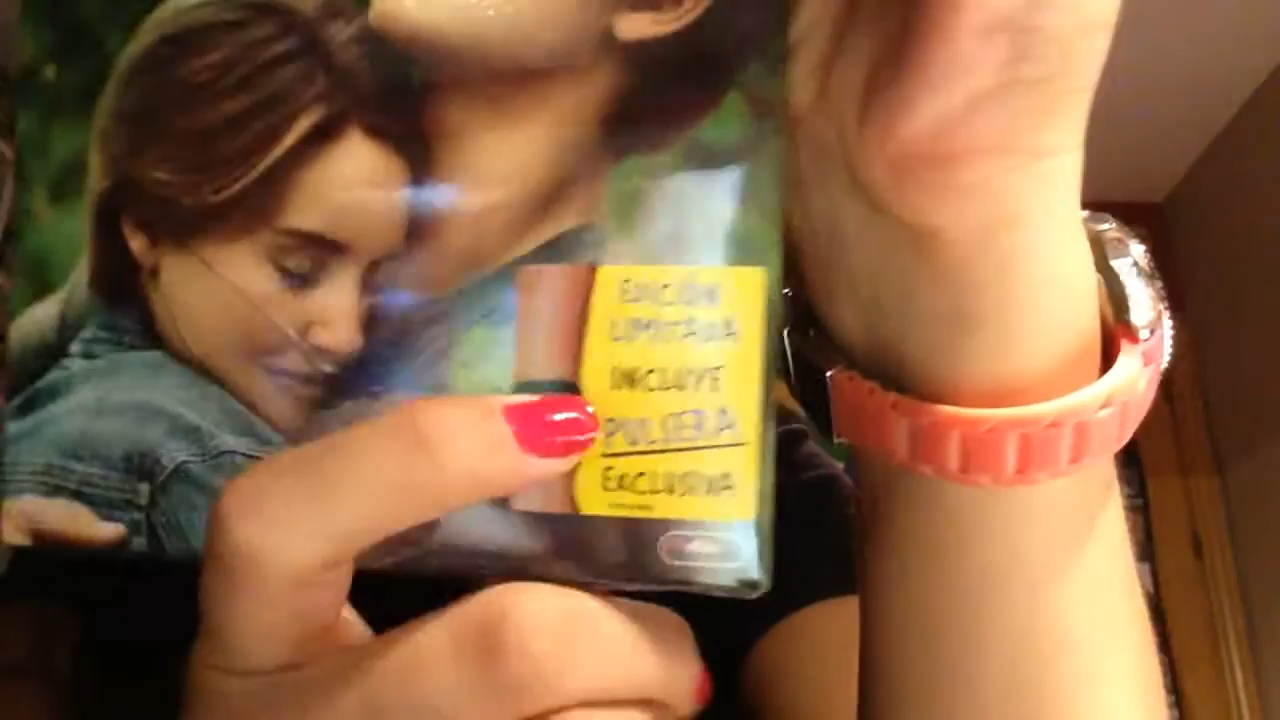 EDICIÓN
LIMITADA
INCLUYE
PULSERA
EXCLUSIVA